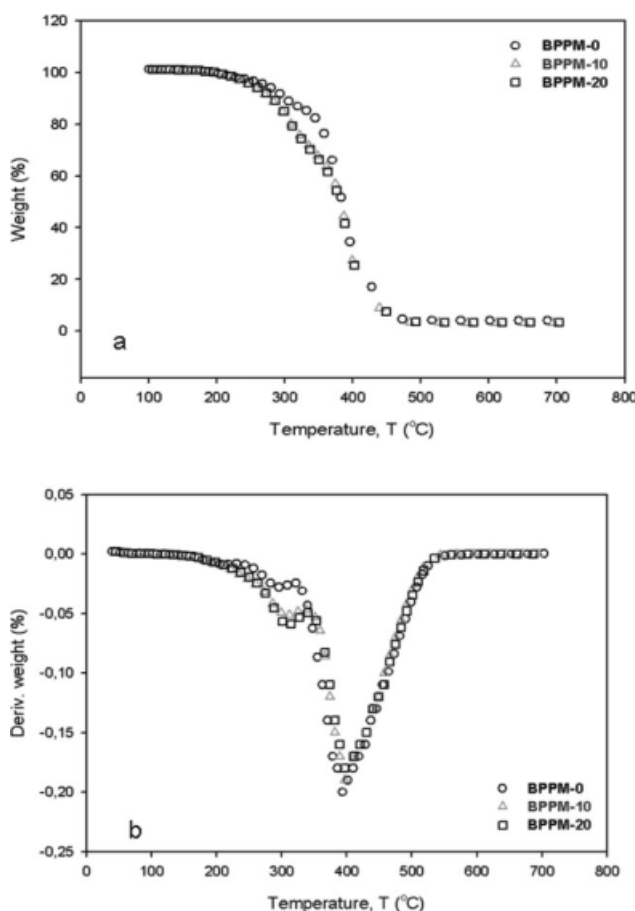 120
100
80
60
40
20
0
Weight (%)
BPPM-0
BPPM-10
BPPM-20
a
0 100 200 300 400 500 600 700 800
Temperature, T (°C)
0,05
0,00
-0,05
-0,10
-0,15
-0,20
-0,25
Deriv. weight (%)
BPPM-0
BPPM-10
BPPM-20
b
0 100 200 300 400 500 600 700 800
Temperature, T (°C)